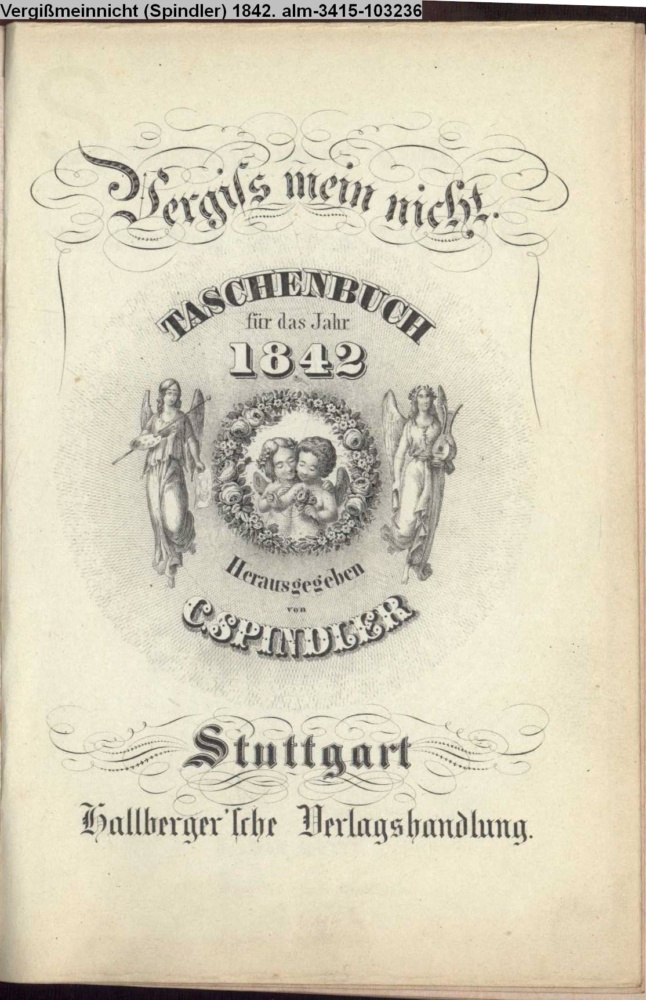 Vergißmeinnicht (Spindler) 1842. alm-3415-103236
Vergiſs mein nicht.
TASCHENBUCH
für das Jahr
1842
Herausgegeben
von
C. SPINDLER
Stuttgart
Hallberger'ſche Verlagshandlung.